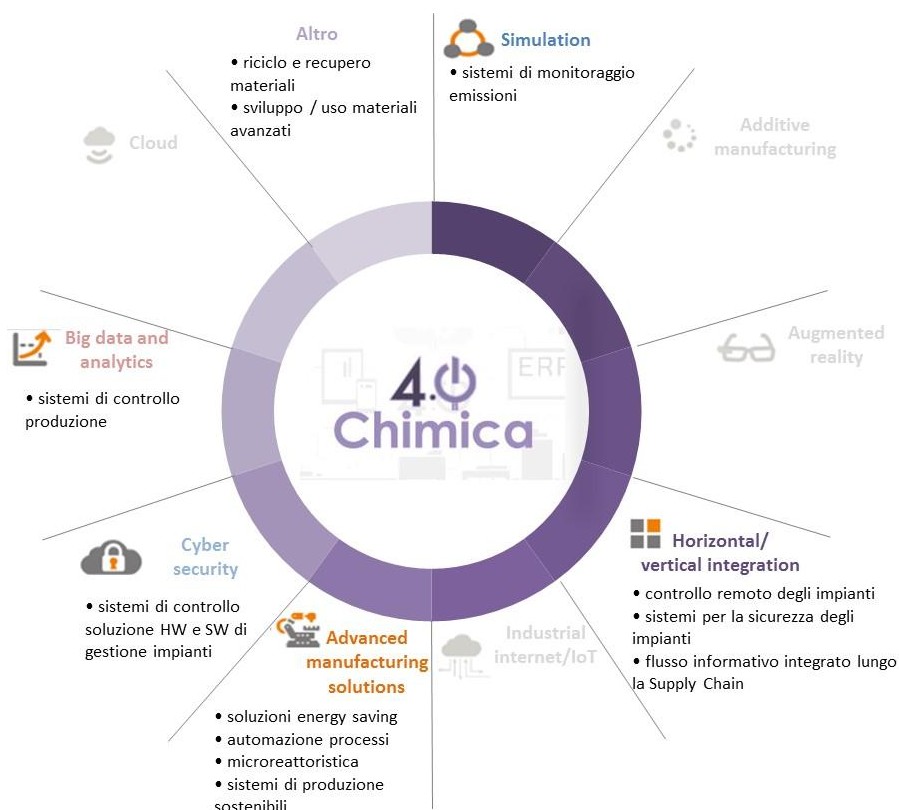 Altro
• riciclo e recupero
materiali
• sviluppo / uso materiali
avanzati
Simulation
• sistemi di monitoraggio
emissioni
Additive
manufacturing
Augmented
reality
Horizontal/
vertical integration
• controllo remoto degli impianti
• sistemi per la sicurezza degli
impianti
• flusso informativo integrato lungo
la Supply Chain
Industrial
internet/IoT
Advanced
manufacturing
solutions
• soluzioni energy saving
• automazione processi
• microreattoristica
• sistemi di produzione
sostenibili
Cyber
security
• sistemi di controllo
soluzione HW e SW di
gestione impianti
Big data and
analytics
• sistemi di controllo
produzione
Cloud
ERP
4.0
Chimica